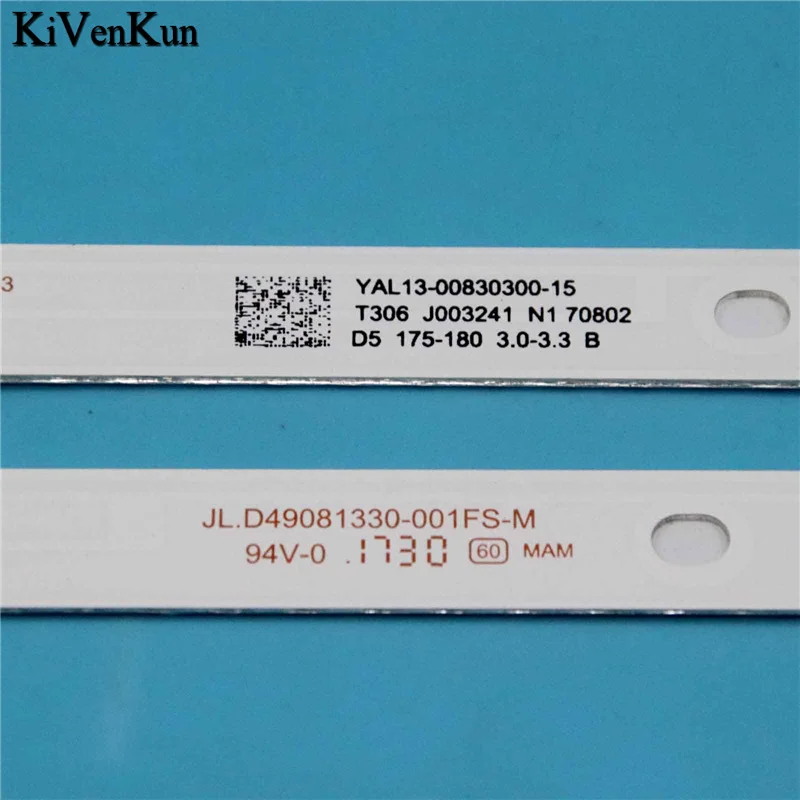 KiVenKun
3
YAL13-00830300-15
T306 J003241 N1 70802
D5 175-180 3.0-3.3 B
JL.D49081330-001FS-M
94V-0 .1730 60 MAM